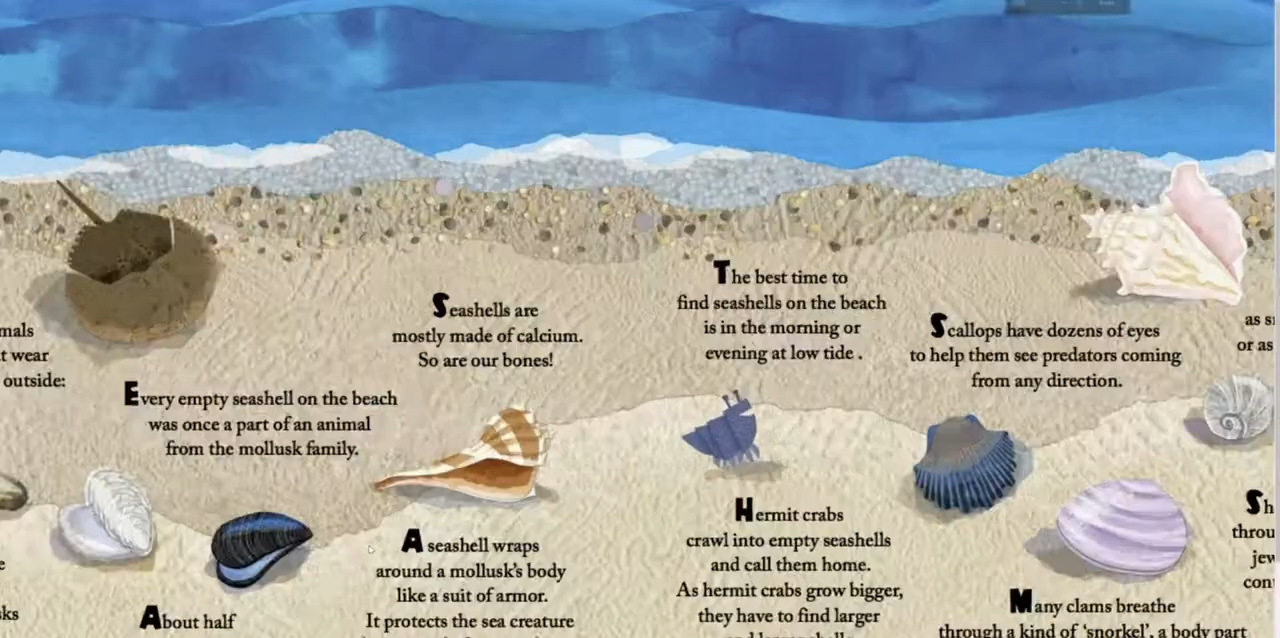 mals
t wear
outside:
Every empty seashell on the beach
was once a part of an animal
from the mollusk family.
Seashells are
mostly made of calcium.
So are our bones!
The best time to
find seashells on the beach
is in the morning or
evening at low tide .
Scallops have dozens of eyes
to help them see predators coming
from any direction.
as s
or as
About half
A seashell wraps
around a mollusk's body
like a suit of armor.
It protects the sea creature
Hermit crabs
crawl into empty seashells
and call them home.
As hermit crabs grow bigger,
they have to find larger
and larger shells.
Many clams breathe
through a kind of 'snorkel', a body part
Sh
throu
jew
con